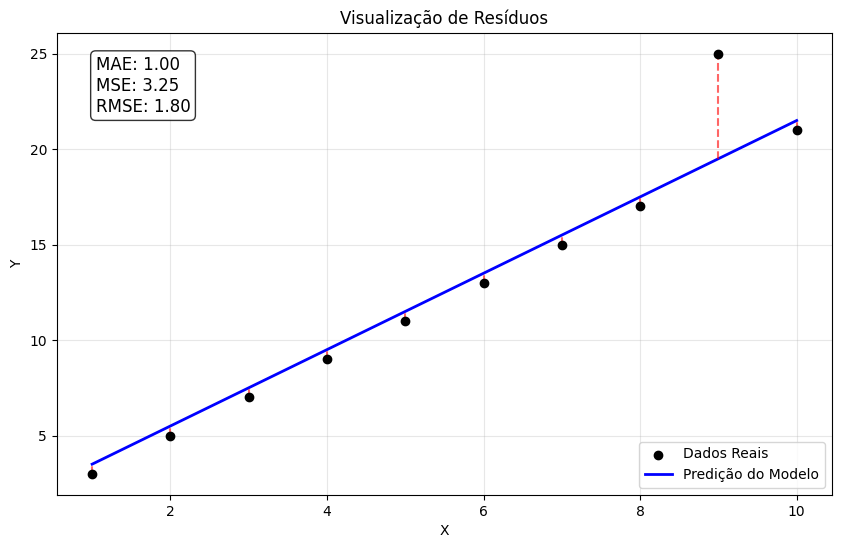 Visualização de Resíduos
MAE: 1.00
MSE: 3.25
RMSE: 1.80
25
20
15
10
5
Y
2
4
6
8
10
X
Dados Reais
Predição do Modelo